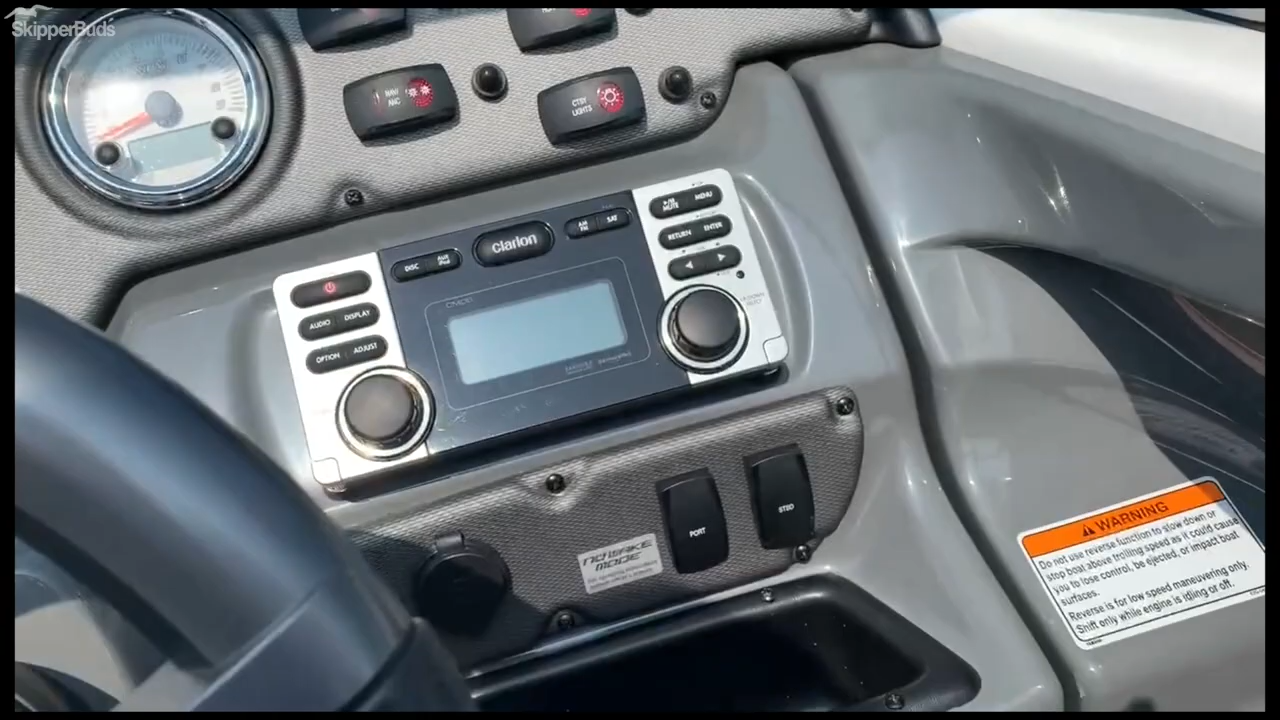 SkipperBuds
NAV/
ANC
CTSY
LIGHTS
MUTE
MENU
RETURN
ENTER
AM
FM
SAT
clarion
DISC
AUX
AUDIO
DISPLAY
OPTION
ADJUST
PORT
STBD
NO WAKE
MODE
WARNING
Do not use reverse function to slow down or
stop boat above trolling speed as it could cause
you to lose control, be ejected, or impact boat
surfaces.
Reverse is for low speed maneuvering only.
Shift only while engine is idling or off.